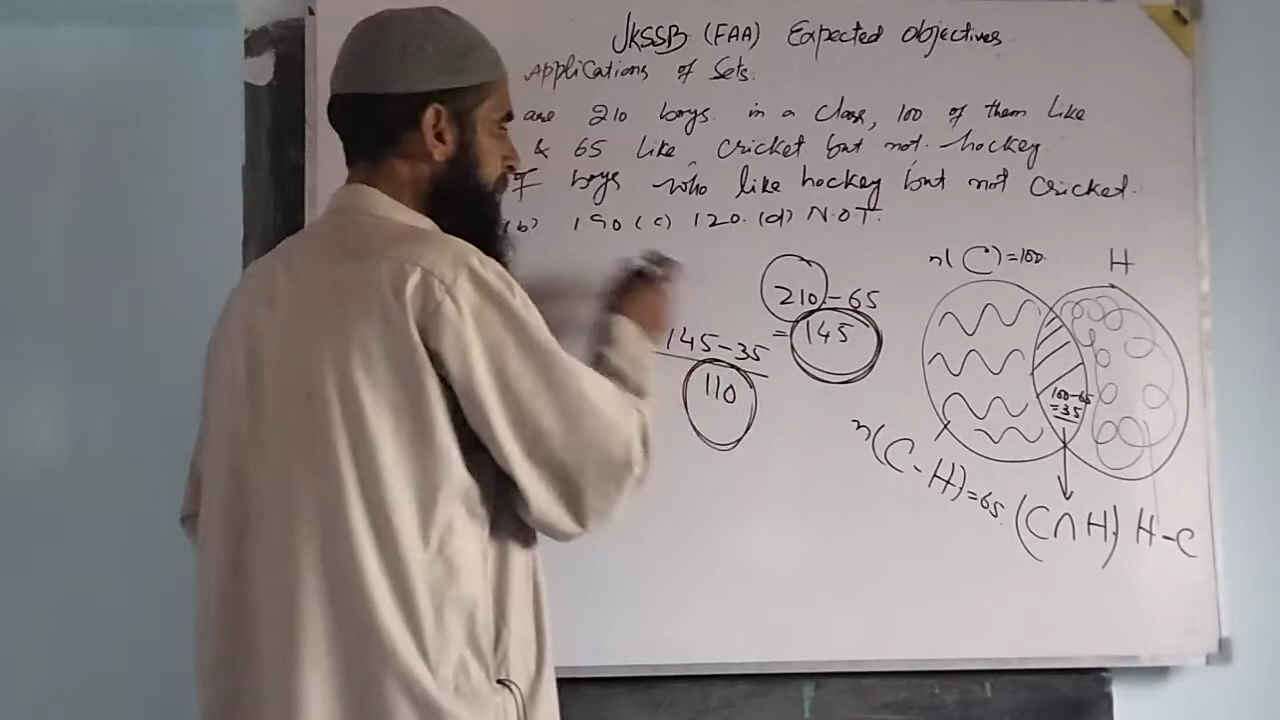 JKSSB (FAA) Expected Objectives
Applications of Sets.
are 210 boys. in a class, 100 of them like
& 65 like cricket but not hockey
of boys who like hockey but not cricket.
(b) 190 (c) 120. (d) N.O.T.
n(C)=100 H
210-65
= 145
145-35
110
100-65
=35
n(C-H)=65.
(C∩H) H-C